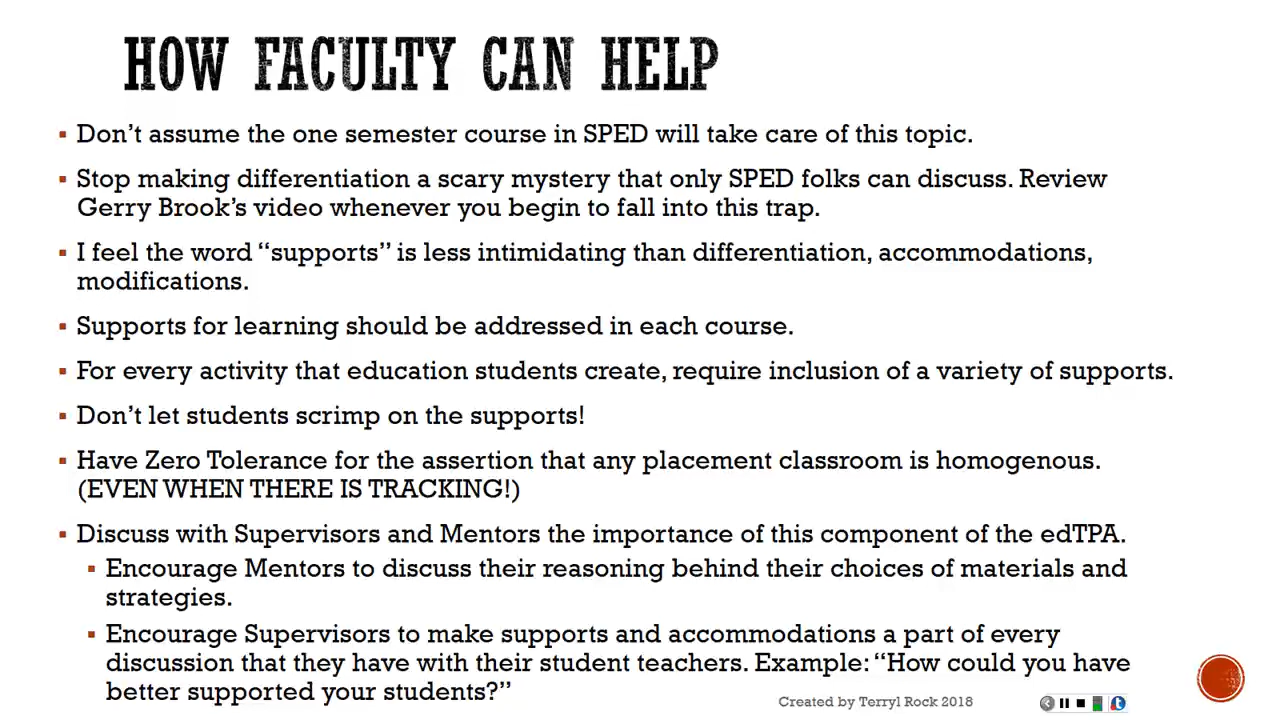 HOW FACULTY CAN HELP
Don’t assume the one semester course in SPED will take care of this topic.
Stop making differentiation a scary mystery that only SPED folks can discuss. Review
Gerry Brook’s video whenever you begin to fall into this trap.
I feel the word “supports” is less intimidating than differentiation, accommodations,
modifications.
Supports for learning should be addressed in each course.
For every activity that education students create, require inclusion of a variety of supports.
Don’t let students scrimp on the supports!
Have Zero Tolerance for the assertion that any placement classroom is homogenous.
(EVEN WHEN THERE IS TRACKING!)
Discuss with Supervisors and Mentors the importance of this component of the edTPA.
Encourage Mentors to discuss their reasoning behind their choices of materials and
strategies.
Encourage Supervisors to make supports and accommodations a part of every
discussion that they have with their student teachers. Example: “How could you have
better supported your students?”
Created by Terryl Rock 2018